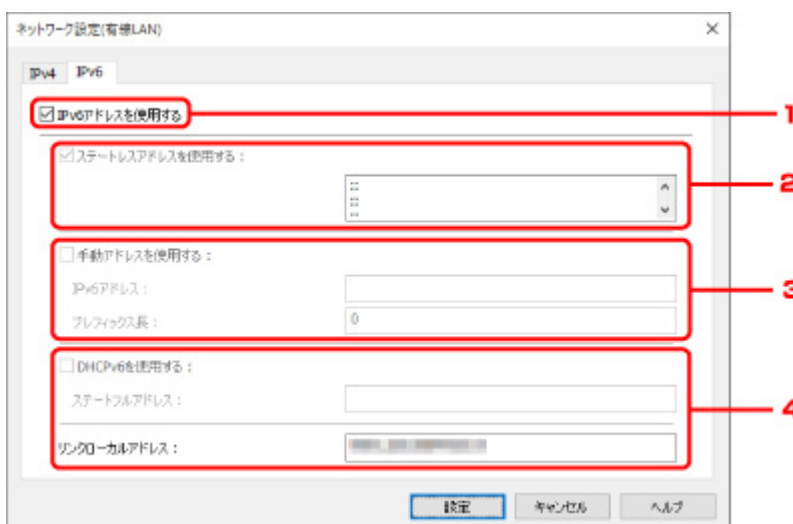 ネットワーク設定(有線LAN)
IPv4 IPv6
IPv6アドレスを使用する
1
ステートレスアドレスを使用する：
::
::
::
2
手動アドレスを使用する：
IPv6アドレス：
プレフィックス長： 0
3
DHCPv6を使用する：
ステートフルアドレス：
4
リンクローカルアドレス：
設定 キャンセル ヘルプ